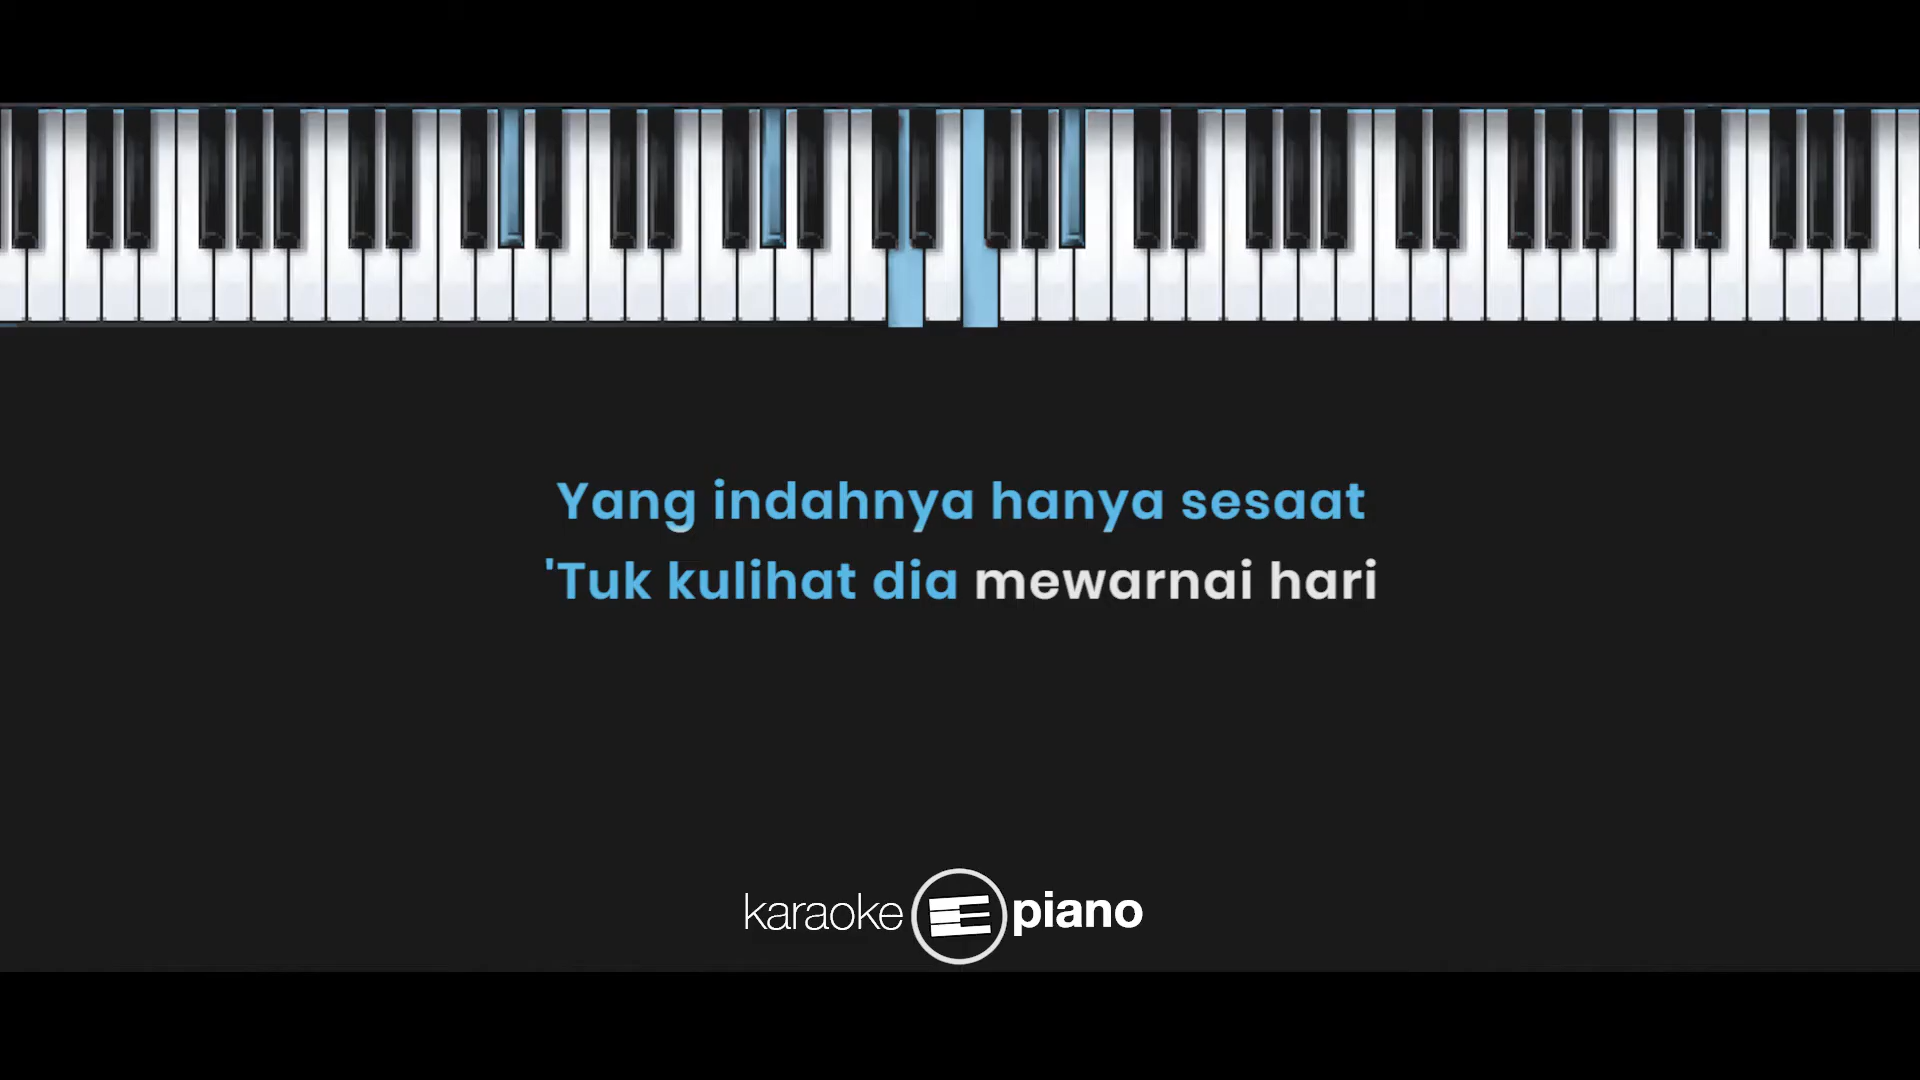 Yang indahnya hanya sesaat
'Tuk kulihat dia mewarnai hari
karaoke piano